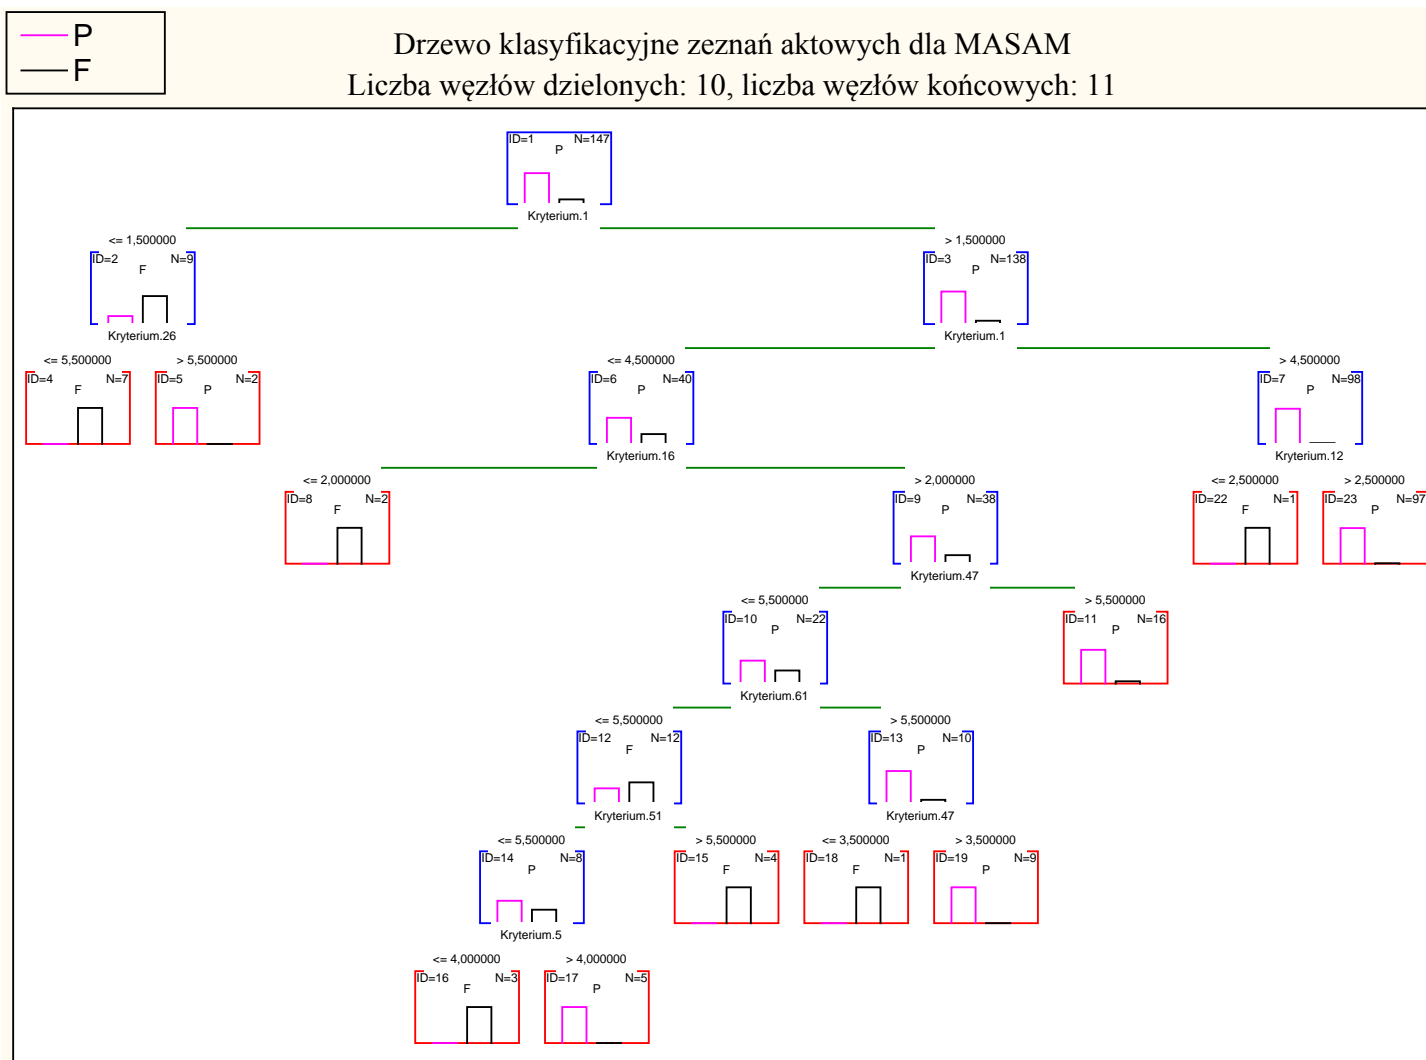 P
F
Drzewo klasyfikacyjne zeznań aktowych dla MASAM
Liczba węzłów dzielonych: 10, liczba węzłów końcowych: 11
ID=1 N=147
P
Kryterium.1
<= 1,500000 > 1,500000
ID=2 N=9 ID=3 N=138
F P
Kryterium.26 Kryterium.1
<= 5,500000 > 5,500000 <= 4,500000 > 4,500000
ID=4 N=7 ID=5 N=2 ID=6 N=40 ID=7 N=98
F P P P
Kryterium.16 Kryterium.12
<= 2,000000 > 2,000000 <= 2,500000 > 2,500000
ID=8 N=2 ID=9 N=38 ID=22 N=1 ID=23 N=97
F P F P
Kryterium.47
<= 5,500000 > 5,500000
ID=10 N=22 ID=11 N=16
P P
Kryterium.61
<= 5,500000 > 5,500000
ID=12 N=12 ID=13 N=10
F P
Kryterium.51 Kryterium.47
<= 5,500000 > 5,500000 <= 3,500000 > 3,500000
ID=14 N=8 ID=15 N=4 ID=18 N=1 ID=19 N=9
P F F P
Kryterium.5
<= 4,000000 > 4,000000
ID=16 N=3 ID=17 N=5
F P